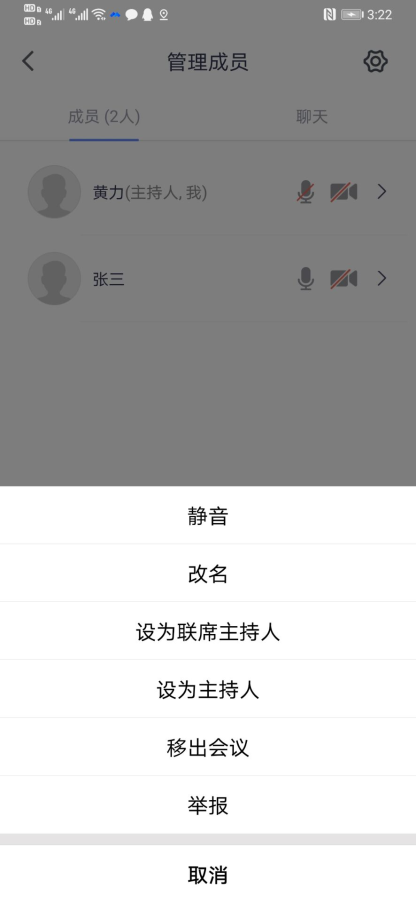 3:22
管理成员
成员 (2人)
聊天
黄力(主持人, 我)
张三
静音
改名
设为联席主持人
设为主持人
移出会议
举报
取消